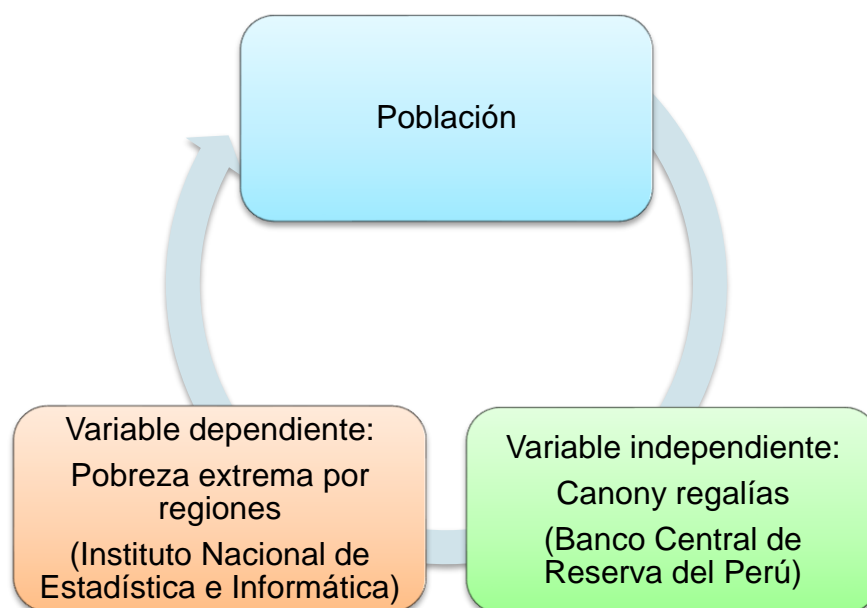 Población
Variable dependiente:
Pobreza extrema por
regiones
(Instituto Nacional de
Estadística e Informática)
Variable independiente:
Canony regalías
(Banco Central de
Reserva del Perú)